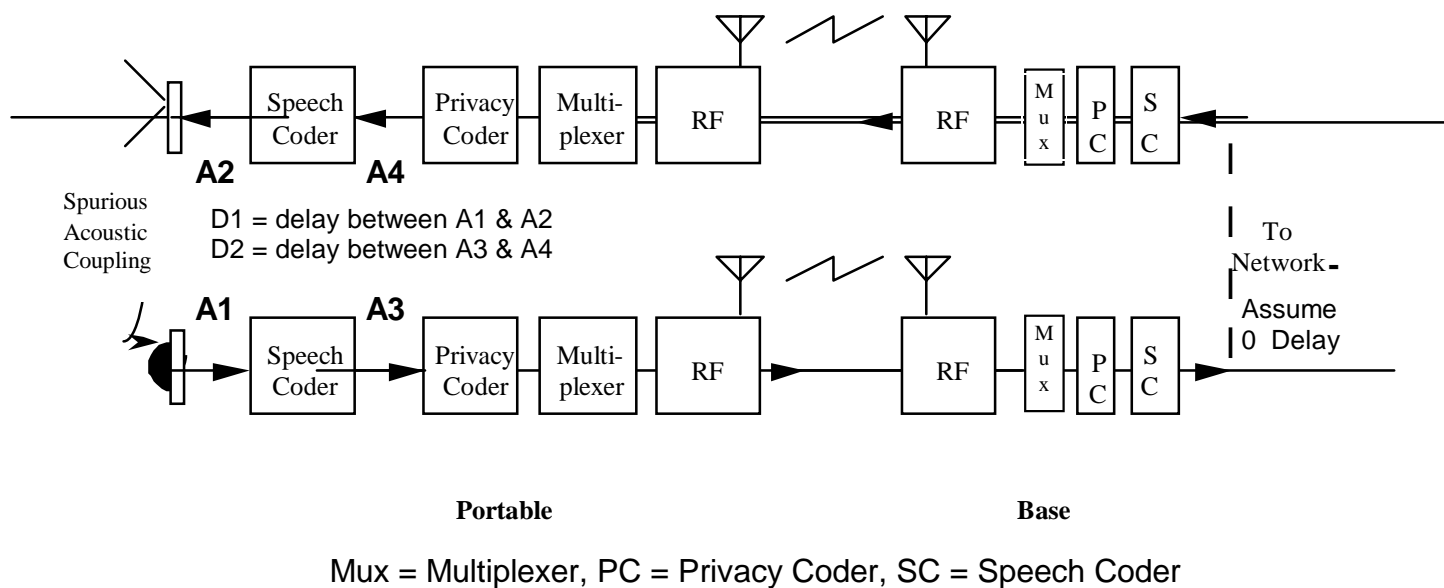 Speech
Coder
Privacy
Coder
Multi-
plexer
RF
RF
M
u
x
P
C
S
C
A2
A4
Spurious
Acoustic
Coupling
D1 = delay between A1 & A2
D2 = delay between A3 & A4
To
Network-
Assume
0 Delay
A1
A3
Speech
Coder
Privacy
Coder
Multi-
plexer
RF
RF
M
u
x
P
C
S
C
Portable
Base
Mux = Multiplexer, PC = Privacy Coder, SC = Speech Coder